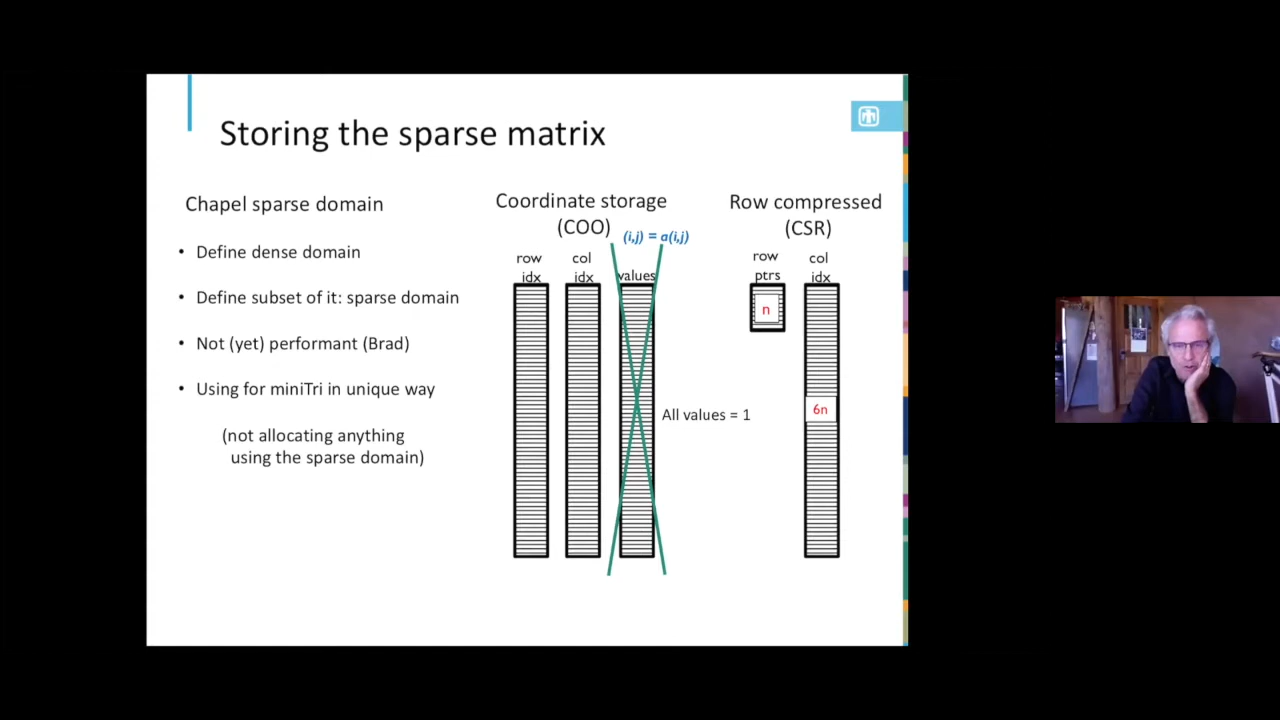 Storing the sparse matrix
Chapel sparse domain
• Define dense domain
• Define subset of it: sparse domain
• Not (yet) performant (Brad)
• Using for miniTri in unique way
(not allocating anything
using the sparse domain)
Coordinate storage
(COO)
(i,j) = a(i,j)
row
idx
col
idx
values
All values = 1
Row compressed
(CSR)
row
ptrs
col
idx
n
6n